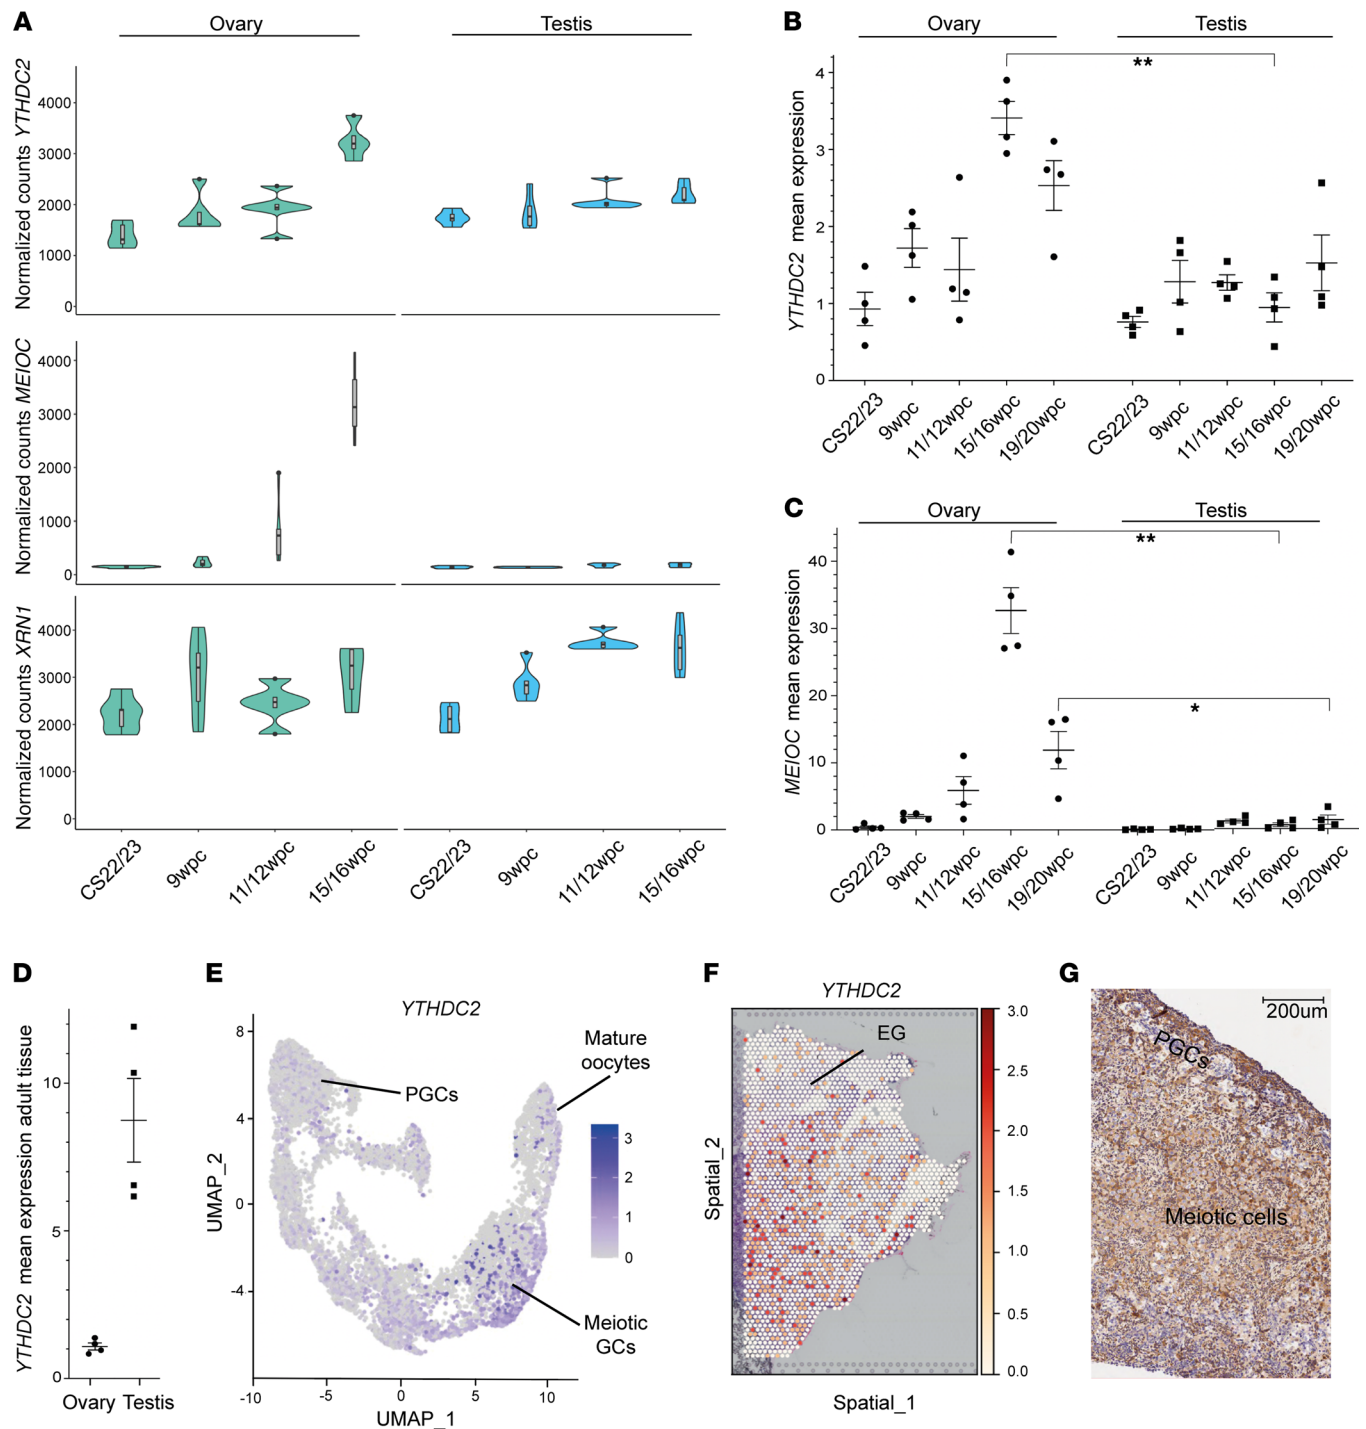 A
Ovary
Testis
Normalized counts YTHDC2
4000
3000
2000
1000
0
Normalized counts MEIOC
4000
3000
2000
1000
0
Normalized counts XRN1
4000
3000
2000
1000
0
CS22/23
9wpc
11/12wpc
15/16wpc
CS22/23
9wpc
11/12wpc
15/16wpc
B
Ovary
Testis
**
YTHDC2 mean expression
4
3
2
1
0
CS22/23
9wpc
11/12wpc
15/16wpc
19/20wpc
CS22/23
9wpc
11/12wpc
15/16wpc
19/20wpc
C
Ovary
Testis
**
*
MEIOC mean expression
40
30
20
10
0
CS22/23
9wpc
11/12wpc
15/16wpc
19/20wpc
CS22/23
9wpc
11/12wpc
15/16wpc
19/20wpc
D
YTHDC2 mean expression adult tissue
10
5
0
Ovary Testis
E
YTHDC2
Mature
oocytes
PGCs
Meiotic
GCs
3
2
1
0
UMAP_2
8
4
0
-4
-10
-5
0
5
10
UMAP_1
F
YTHDC2
EG
Spatial_2
Spatial_1
3.0
2.5
2.0
1.5
1.0
0.5
0.0
G
200um
PGCs
Meiotic cells